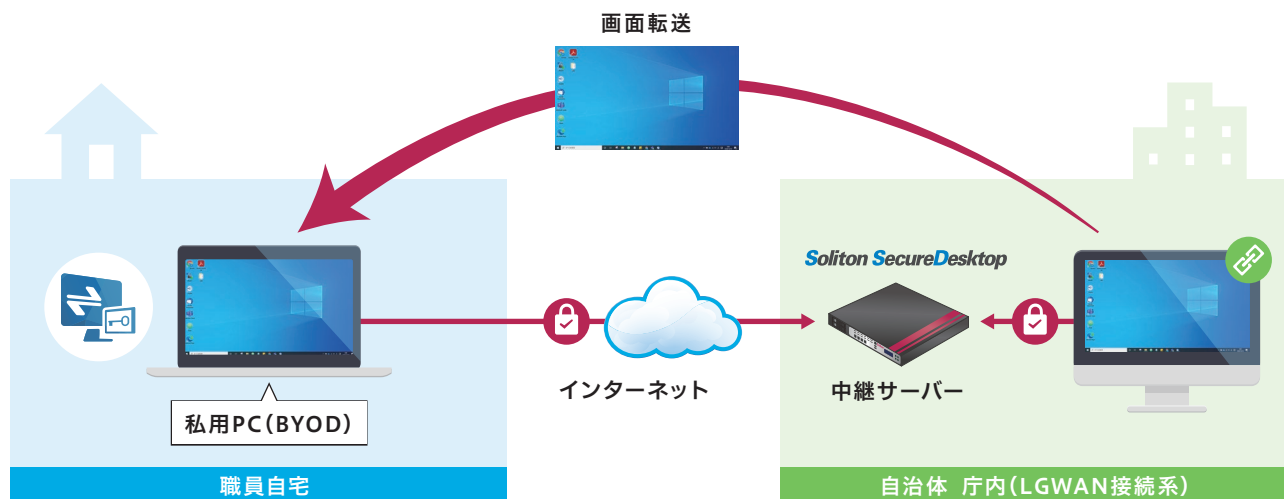 画面転送
Soliton SecureDesktop
インターネット
中継サーバー
私用PC(BYOD)
職員自宅
自治体 庁内(LGWAN接続系)